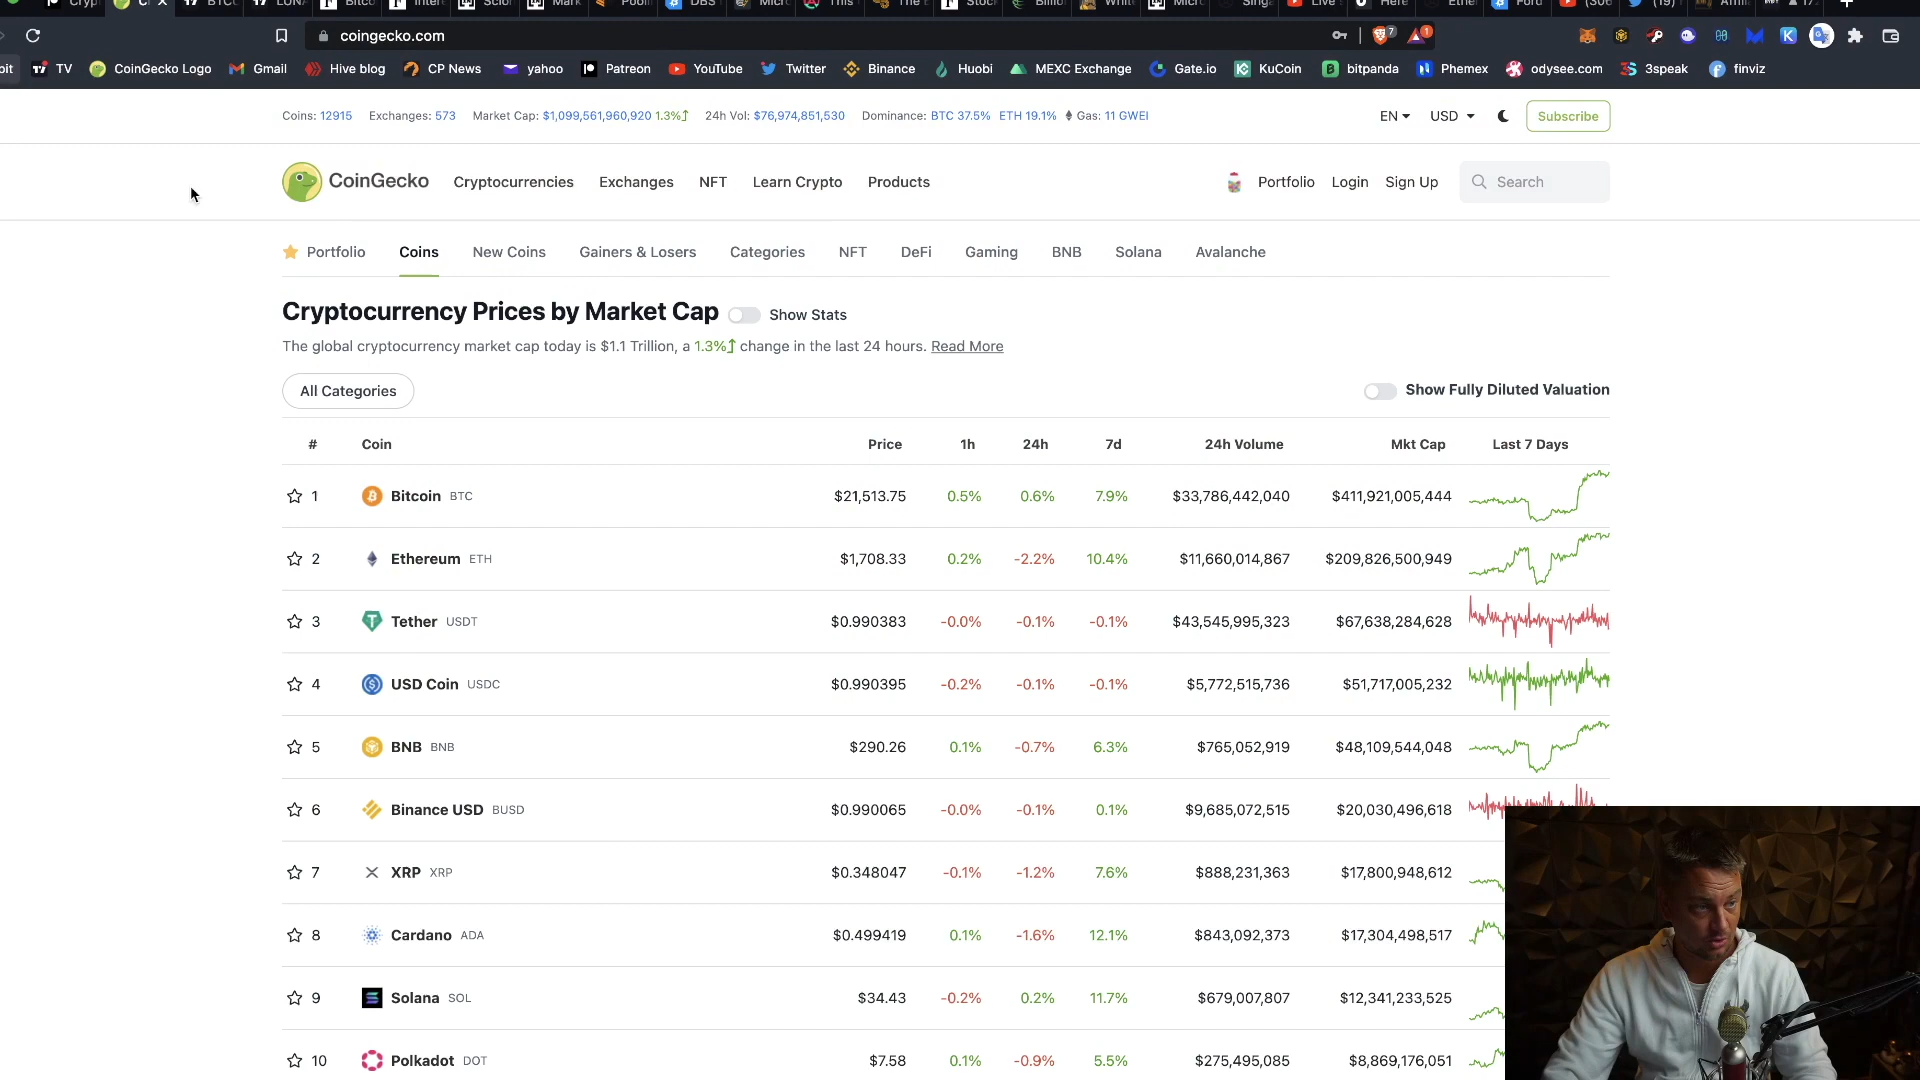 coingecko.com
7
1
TV CoinGecko Logo Gmail Hive blog CP News yahoo Patreon YouTube Twitter Binance Huobi MEXC Exchange Gate.io KuCoin bitpanda Phemex odysee.com 3speak finviz
Coins: 12915 Exchanges: 573 Market Cap: $1,099,561,960,920 1.3% 24h Vol: $76,974,851,530 Dominance: BTC 37.5% ETH 19.1% Gas: 11 GWEI EN USD Subscribe
CoinGecko Cryptocurrencies Exchanges NFT Learn Crypto Products Portfolio Login Sign Up Search
Portfolio Coins New Coins Gainers & Losers Categories NFT DeFi Gaming BNB Solana Avalanche
Cryptocurrency Prices by Market Cap Show Stats
The global cryptocurrency market cap today is $1.1 Trillion, a 1.3% change in the last 24 hours. Read More
All Categories Show Fully Diluted Valuation
# Coin Price 1h 24h 7d 24h Volume Mkt Cap Last 7 Days
1 Bitcoin BTC $21,513.75 0.5% 0.6% 7.9% $33,786,442,040 $411,921,005,444
2 Ethereum ETH $1,708.33 0.2% -2.2% 10.4% $11,660,014,867 $209,826,500,949
3 Tether USDT $0.990383 -0.0% -0.1% -0.1% $43,545,995,323 $67,638,284,628
4 USD Coin USDC $0.990395 -0.2% -0.1% -0.1% $5,772,515,736 $51,717,005,232
5 BNB BNB $290.26 0.1% -0.7% 6.3% $765,052,919 $48,109,544,048
6 Binance USD BUSD $0.990065 -0.0% -0.1% 0.1% $9,685,072,515 $20,030,496,618
7 XRP XRP $0.348047 -0.1% -1.2% 7.6% $888,231,363 $17,800,948,612
8 Cardano ADA $0.499419 0.1% -1.6% 12.1% $843,092,373 $17,304,498,517
9 Solana SOL $34.43 -0.2% 0.2% 11.7% $679,007,807 $12,341,233,525
10 Polkadot DOT $7.58 0.1% -0.9% 5.5% $275,495,085 $8,869,176,051